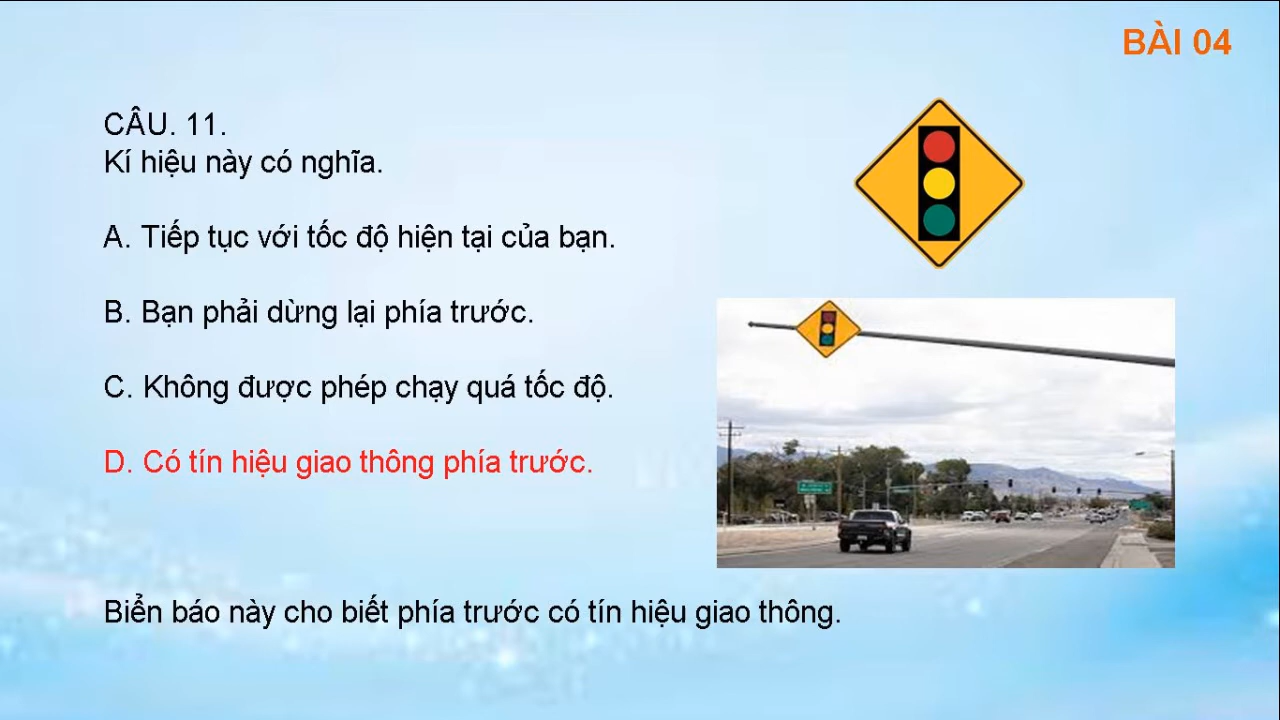 BÀI 04
CÂU. 11.
Kí hiệu này có nghĩa.
A. Tiếp tục với tốc độ hiện tại của bạn.
B. Bạn phải dừng lại phía trước.
C. Không được phép chạy quá tốc độ.
D. Có tín hiệu giao thông phía trước.
Biển báo này cho biết phía trước có tín hiệu giao thông.